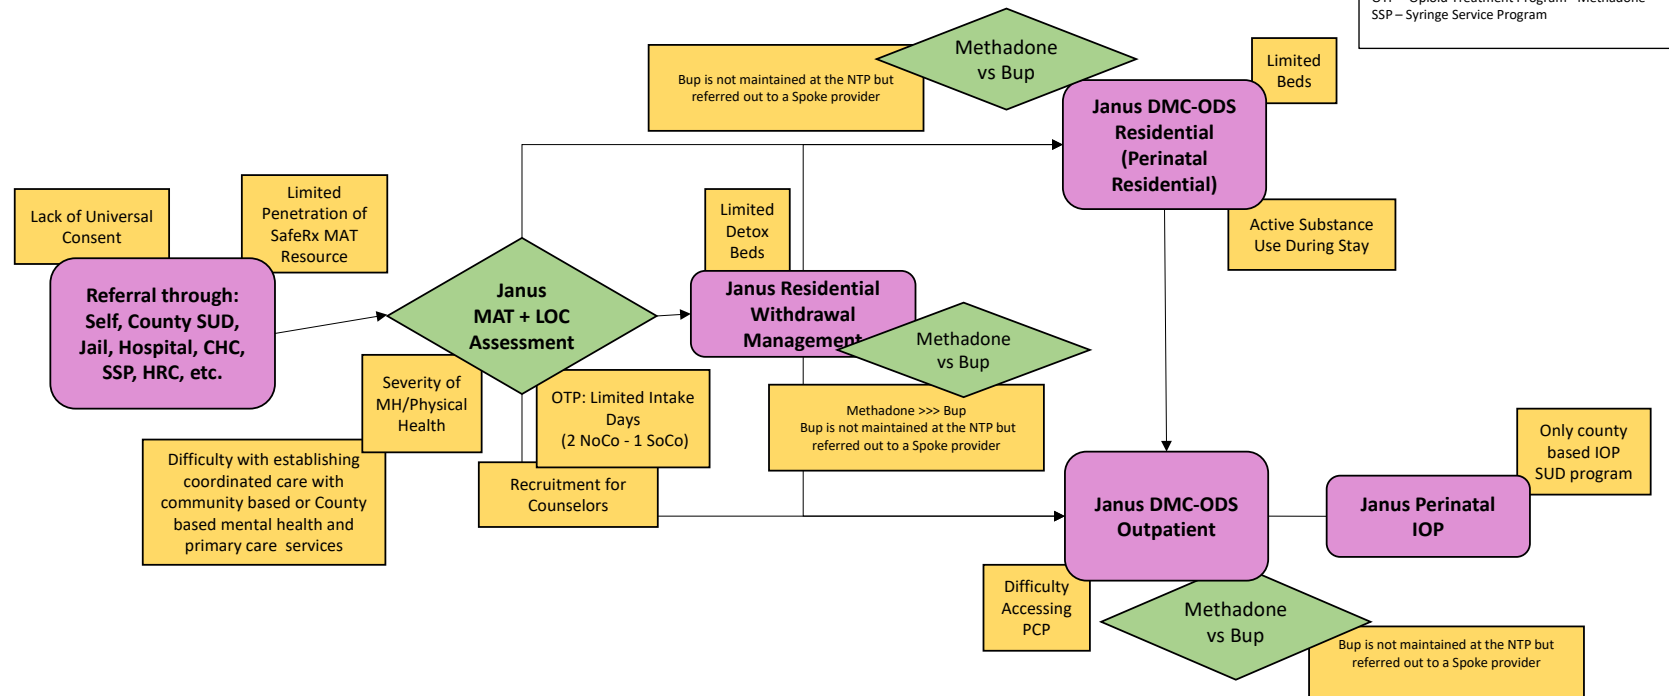 OTP – Opioid Treatment Program - Methadone
SSP – Syringe Service Program
Methadone
vs Bup
Bup is not maintained at the NTP but
referred out to a Spoke provider
Limited
Beds
Janus DMC-ODS
Residential
(Perinatal
Residential)
Active Substance
Use During Stay
Lack of Universal
Consent
Limited
Penetration of
SafeRx MAT
Resource
Referral through:
Self, County SUD,
Jail, Hospital, CHC,
SSP, HRC, etc.
Janus
MAT + LOC
Assessment
Limited
Detox
Beds
Janus Residential
Withdrawal
Management
Methadone
vs Bup
Methadone >>> Bup
Bup is not maintained at the NTP but
referred out to a Spoke provider
Severity of
MH/Physical
Health
OTP: Limited Intake
Days
(2 NoCo - 1 SoCo)
Difficulty with establishing
coordinated care with
community based or County
based mental health and
primary care services
Recruitment for
Counselors
Janus DMC-ODS
Outpatient
Janus Perinatal
IOP
Only county
based IOP
SUD program
Difficulty
Accessing
PCP
Methadone
vs Bup
Bup is not maintained at the NTP but
referred out to a Spoke provider